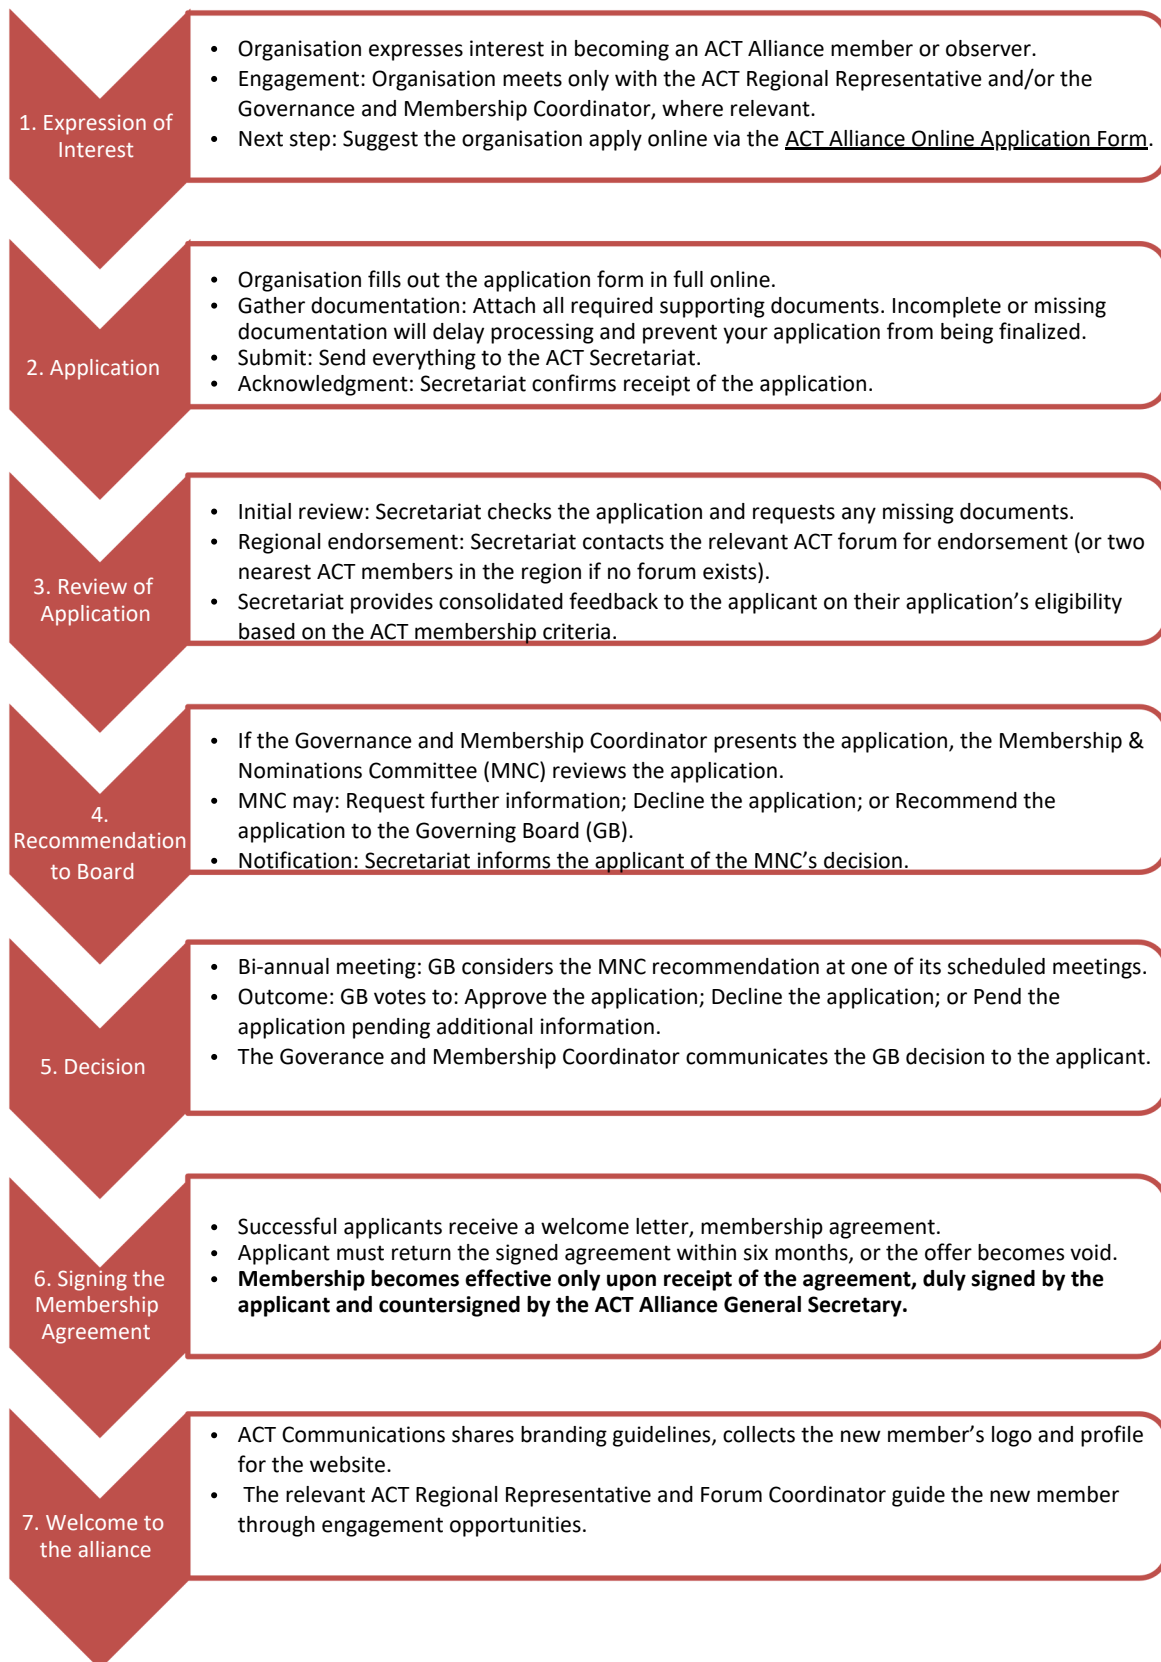 1. Expression of
Interest
• Organisation expresses interest in becoming an ACT Alliance member or observer.
• Engagement: Organisation meets only with the ACT Regional Representative and/or the
Governance and Membership Coordinator, where relevant.
• Next step: Suggest the organisation apply online via the ACT Alliance Online Application Form.
2. Application
• Organisation fills out the application form in full online.
• Gather documentation: Attach all required supporting documents. Incomplete or missing
documentation will delay processing and prevent your application from being finalized.
• Submit: Send everything to the ACT Secretariat.
• Acknowledgment: Secretariat confirms receipt of the application.
3. Review of
Application
• Initial review: Secretariat checks the application and requests any missing documents.
• Regional endorsement: Secretariat contacts the relevant ACT forum for endorsement (or two
nearest ACT members in the region if no forum exists).
• Secretariat provides consolidated feedback to the applicant on their application’s eligibility
based on the ACT membership criteria.
4.
Recommendation
to Board
• If the Governance and Membership Coordinator presents the application, the Membership &
Nominations Committee (MNC) reviews the application.
• MNC may: Request further information; Decline the application; or Recommend the
application to the Governing Board (GB).
• Notification: Secretariat informs the applicant of the MNC’s decision.
5. Decision
• Bi-annual meeting: GB considers the MNC recommendation at one of its scheduled meetings.
• Outcome: GB votes to: Approve the application; Decline the application; or Pend the
application pending additional information.
• The Goverance and Membership Coordinator communicates the GB decision to the applicant.
6. Signing the
Membership
Agreement
• Successful applicants receive a welcome letter, membership agreement.
• Applicant must return the signed agreement within six months, or the offer becomes void.
• Membership becomes effective only upon receipt of the agreement, duly signed by the
applicant and countersigned by the ACT Alliance General Secretary.
7. Welcome to
the alliance
• ACT Communications shares branding guidelines, collects the new member’s logo and profile
for the website.
• The relevant ACT Regional Representative and Forum Coordinator guide the new member
through engagement opportunities.